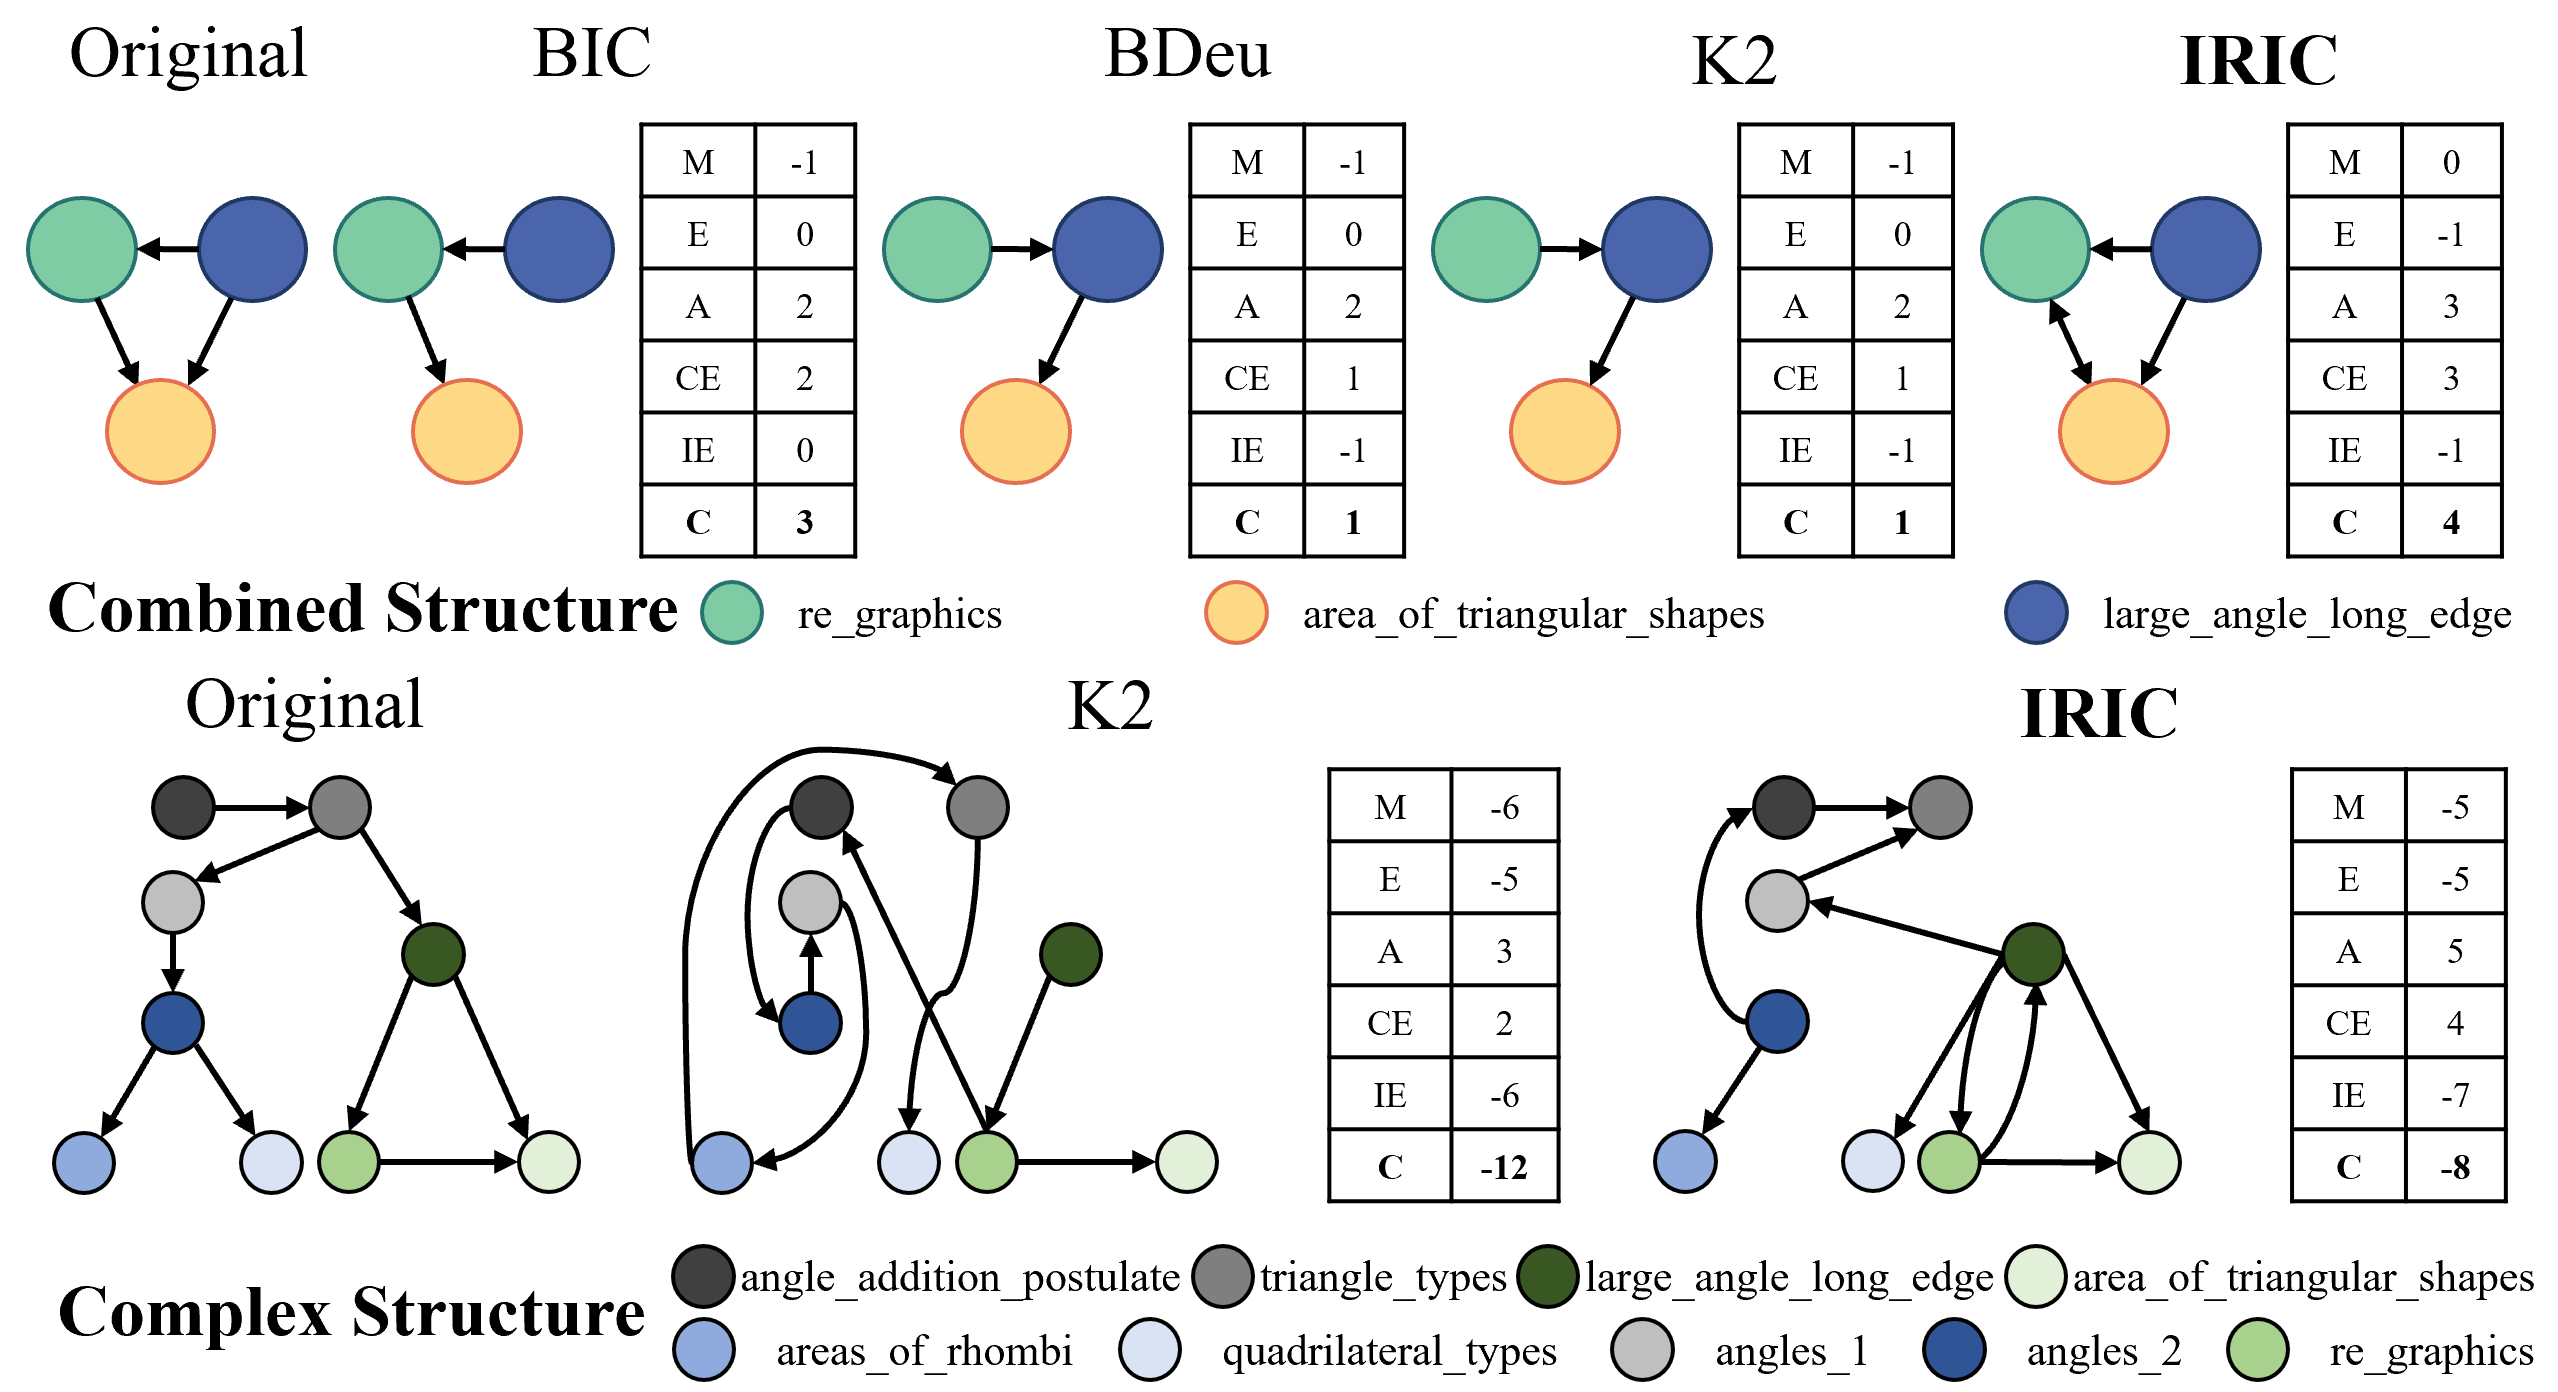 Original BIC BDeu K2 IRIC
M -1 M -1 M -1 M 0
E 0 E 0 E 0 E -1
A 2 A 2 A 2 A 3
CE 2 CE 1 CE 1 CE 3
IE 0 IE -1 IE -1 IE -1
C 3 C 1 C 1 C 4
Combined Structure re_graphics area_of_triangular_shapes large_angle_long_edge
Original K2 IRIC
M -6 M -5
E -5 E -5
A 3 A 5
CE 2 CE 4
IE -6 IE -7
C -12 C -8
Complex Structure
angle_addition_postulate triangle_types large_angle_long_edge area_of_triangular_shapes
areas_of_rhombi quadrilateral_types angles_1 angles_2 re_graphics